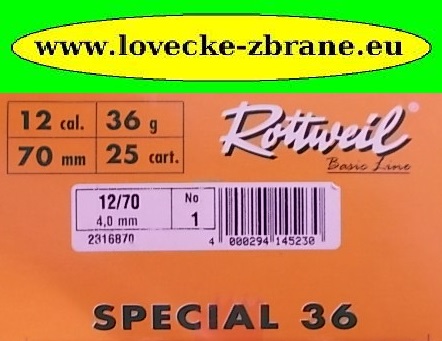 www.lovecke-zbrane.eu
12 cal. 36 g
70 mm 25 cart.
Rottweil
Basic Line
12/70 No
4,0 mm 1
2316870
4 000294 145230
SPECIAL 36